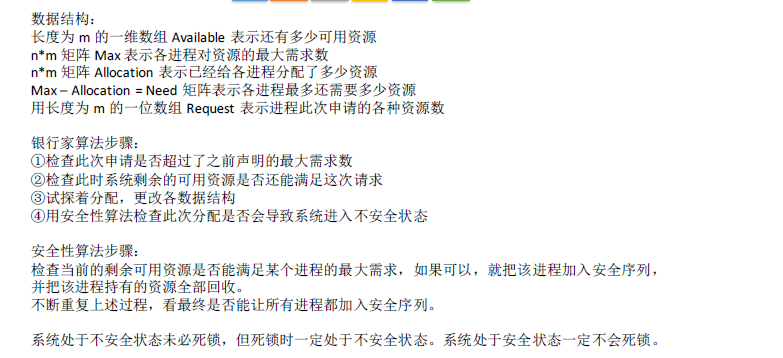 数据结构：
长度为 m 的一维数组 Available 表示还有多少可用资源
n*m 矩阵 Max 表示各进程对资源的最大需求数
n*m 矩阵 Allocation 表示已经给各进程分配了多少资源
Max – Allocation = Need 矩阵表示各进程最多还需要多少资源
用长度为 m 的一位数组 Request 表示进程此次申请的各种资源数
银行家算法步骤：
①检查此次申请是否超过了之前声明的最大需求数
②检查此时系统剩余的可用资源是否还能满足这次请求
③试探着分配，更改各数据结构
④用安全性算法检查此次分配是否会导致系统进入不安全状态
安全性算法步骤：
检查当前的剩余可用资源是否能满足某个进程的最大需求，如果可以，就把该进程加入安全序列，
并把该进程持有的资源全部回收。
不断重复上述过程，看最终是否能让所有进程都加入安全序列。
系统处于不安全状态未必死锁，但死锁时一定处于不安全状态。系统处于安全状态一定不会死锁。